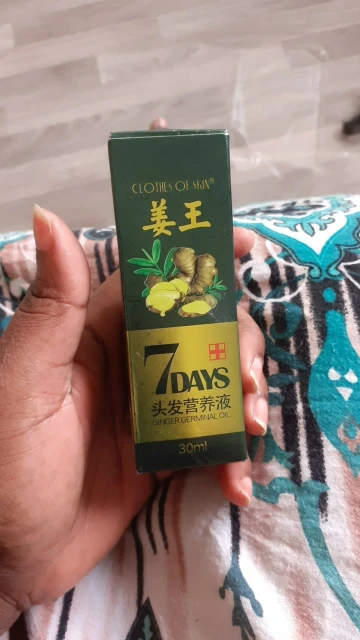 CLOTHES OF SKIN®
姜王
7DAYS
头发营养液
GINGER GERMINAL OIL
30ml